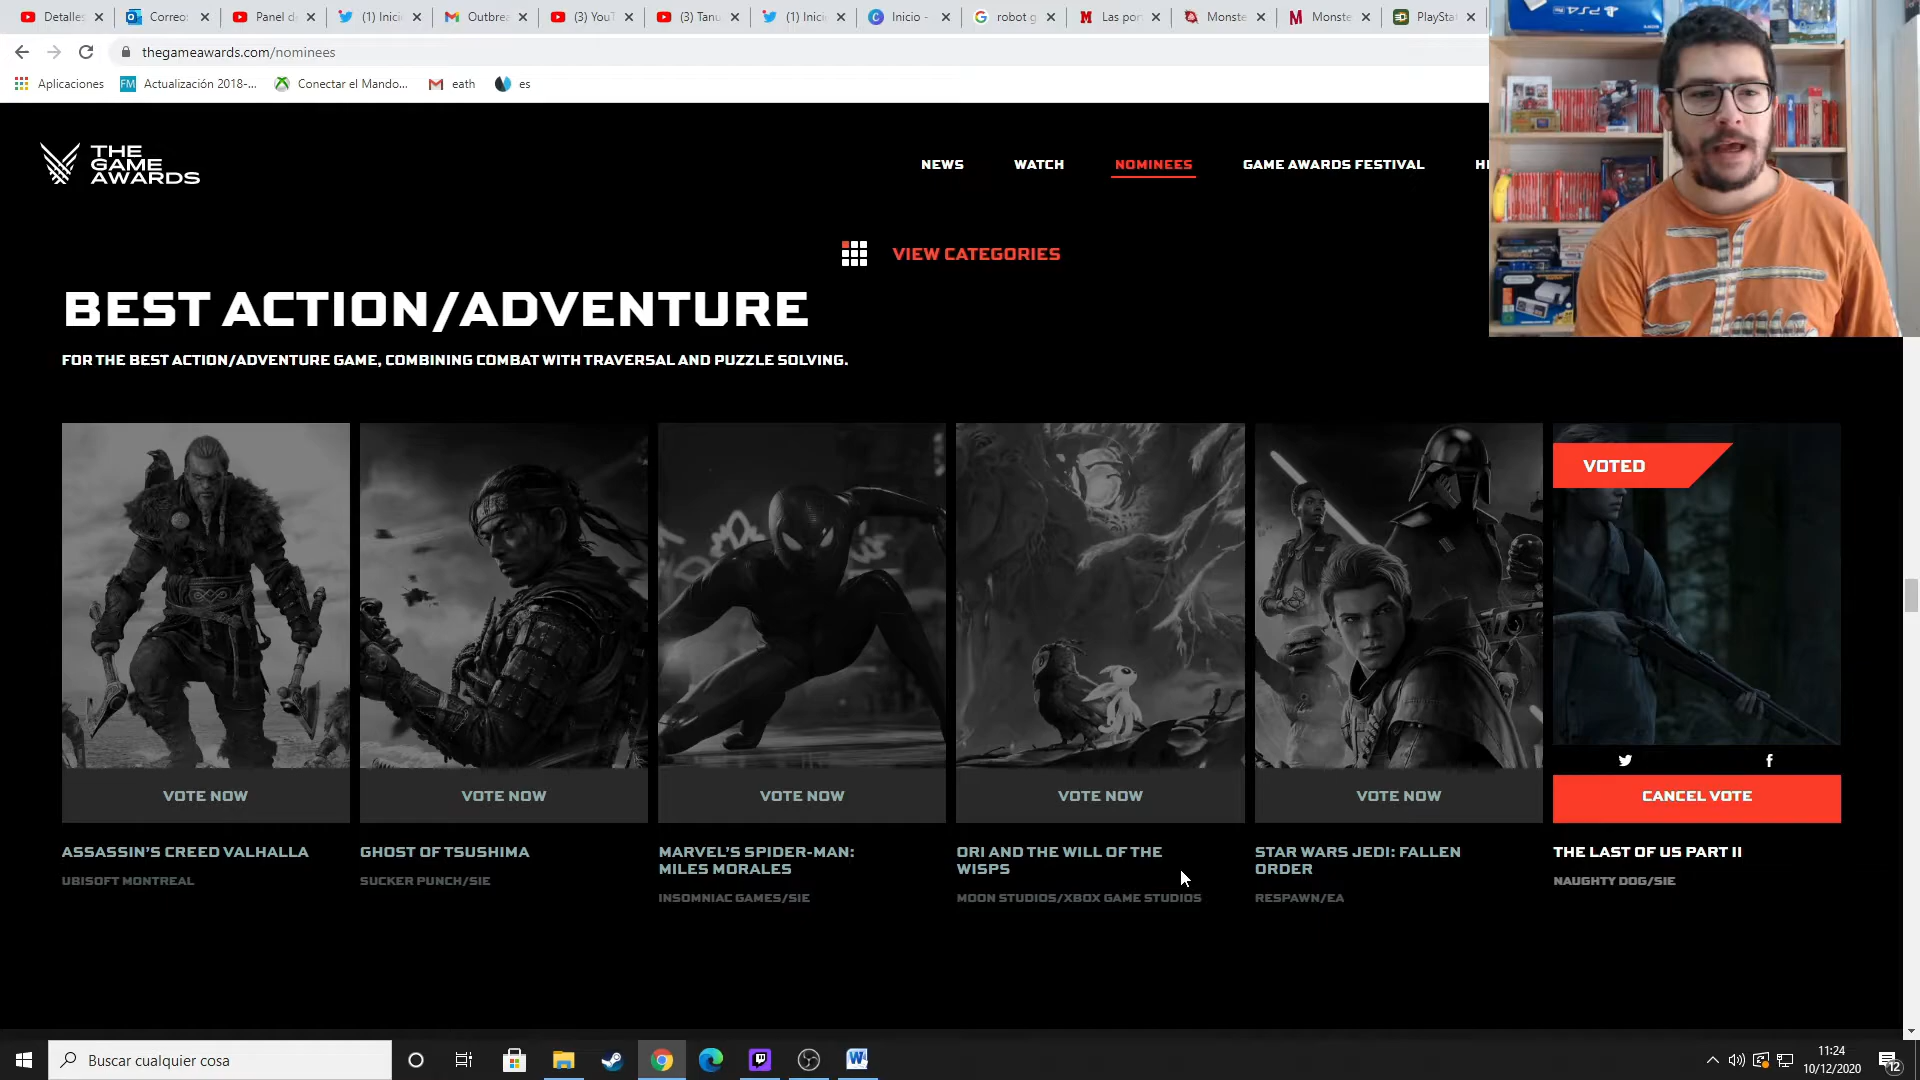 Detalles
Correo:
Panel d
(1) Inic
Outbrea
(3) YouT
(3) Tanu
(1) Inic
Inicio -
robot g
Las por
Monste
Monste
PlaySta
thegameawards.com/nominees
Aplicaciones
Actualización 2018-...
Conectar el Mando...
eath
es
THE
GAME
AWARDS
NEWS
WATCH
NOMINEES
GAME AWARDS FESTIVAL
VIEW CATEGORIES
BEST ACTION/ADVENTURE
FOR THE BEST ACTION/ADVENTURE GAME, COMBINING COMBAT WITH TRAVERSAL AND PUZZLE SOLVING.
VOTED
VOTE NOW
VOTE NOW
VOTE NOW
VOTE NOW
VOTE NOW
CANCEL VOTE
ASSASSIN'S CREED VALHALLA
UBISOFT MONTREAL
GHOST OF TSUSHIMA
SUCKER PUNCH/SIE
MARVEL'S SPIDER-MAN:
MILES MORALES
INSOMNIAC GAMES/SIE
ORI AND THE WILL OF THE
WISPS
MOON STUDIOS/XBOX GAME STUDIOS
STAR WARS JEDI: FALLEN
ORDER
RESPAWN/EA
THE LAST OF US PART II
NAUGHTY DOG/SIE
Buscar cualquier cosa
11:24
10/12/2020
12